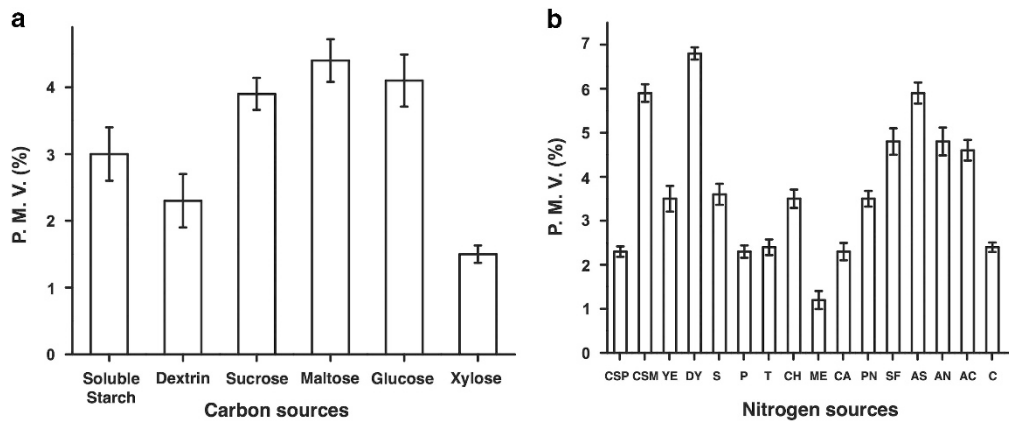 a
P. M. V. (%)
4
3
2
1
0
Soluble Starch Dextrin Sucrose Maltose Glucose Xylose
Carbon sources
b
P. M. V. (%)
7
6
5
4
3
2
1
0
CSP CSM YE DY S P T CH ME CA PN SF AS AN AC C
Nitrogen sources